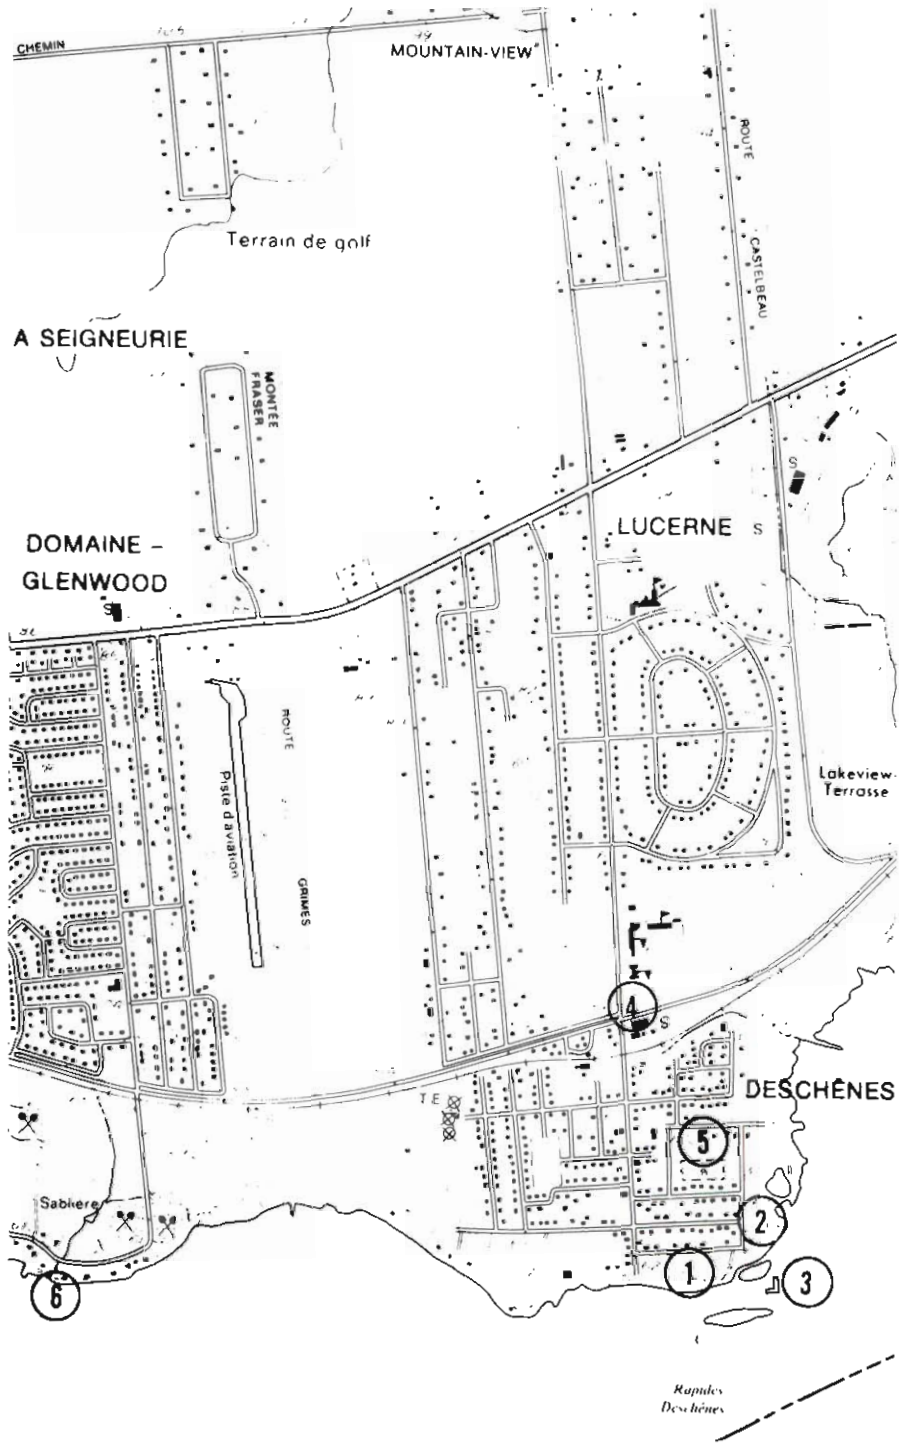 CHEMIN
MOUNTAIN-VIEW
ROUTE
CASTELBEAU
Terrain de golf
A SEIGNEURIE
MONTÉE
FRASER
S
LUCERNE
S
DOMAINE –
GLENWOOD
S
ROUTE
Piste d'aviation
GRIMES
Lakeview-
Terrasse
4
S
DESCHÊNES
T E
5
Sablière
2
1
3
6
Rapides
Deschênes